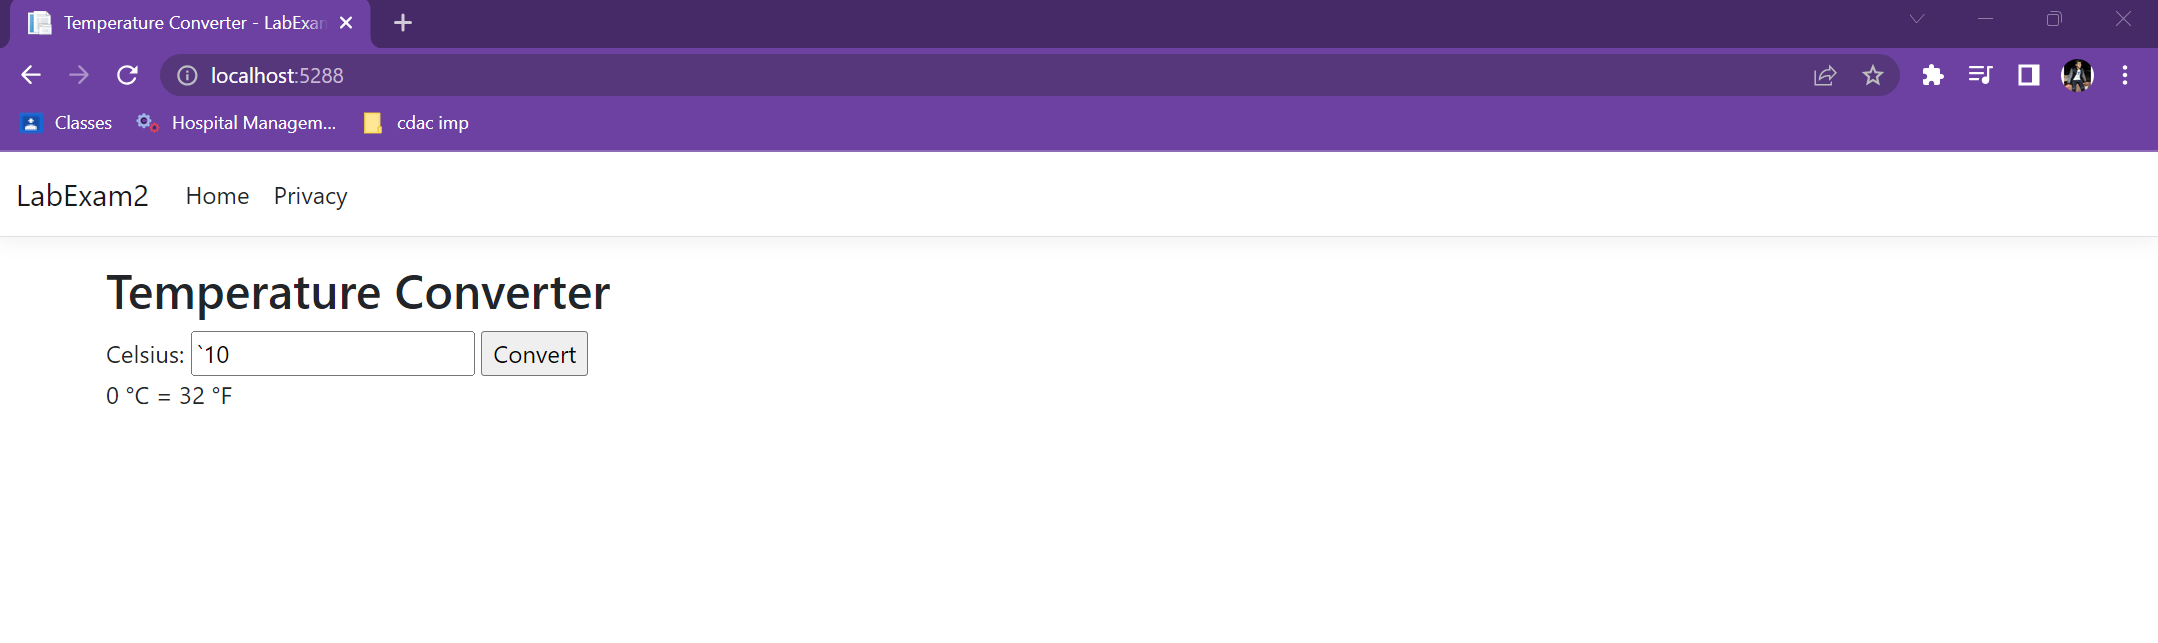 Temperature Converter - LabExam
localhost:5288
Classes Hospital Managem... cdac imp
LabExam2 Home Privacy
Temperature Converter
Celsius: `10 Convert
0 °C = 32 °F